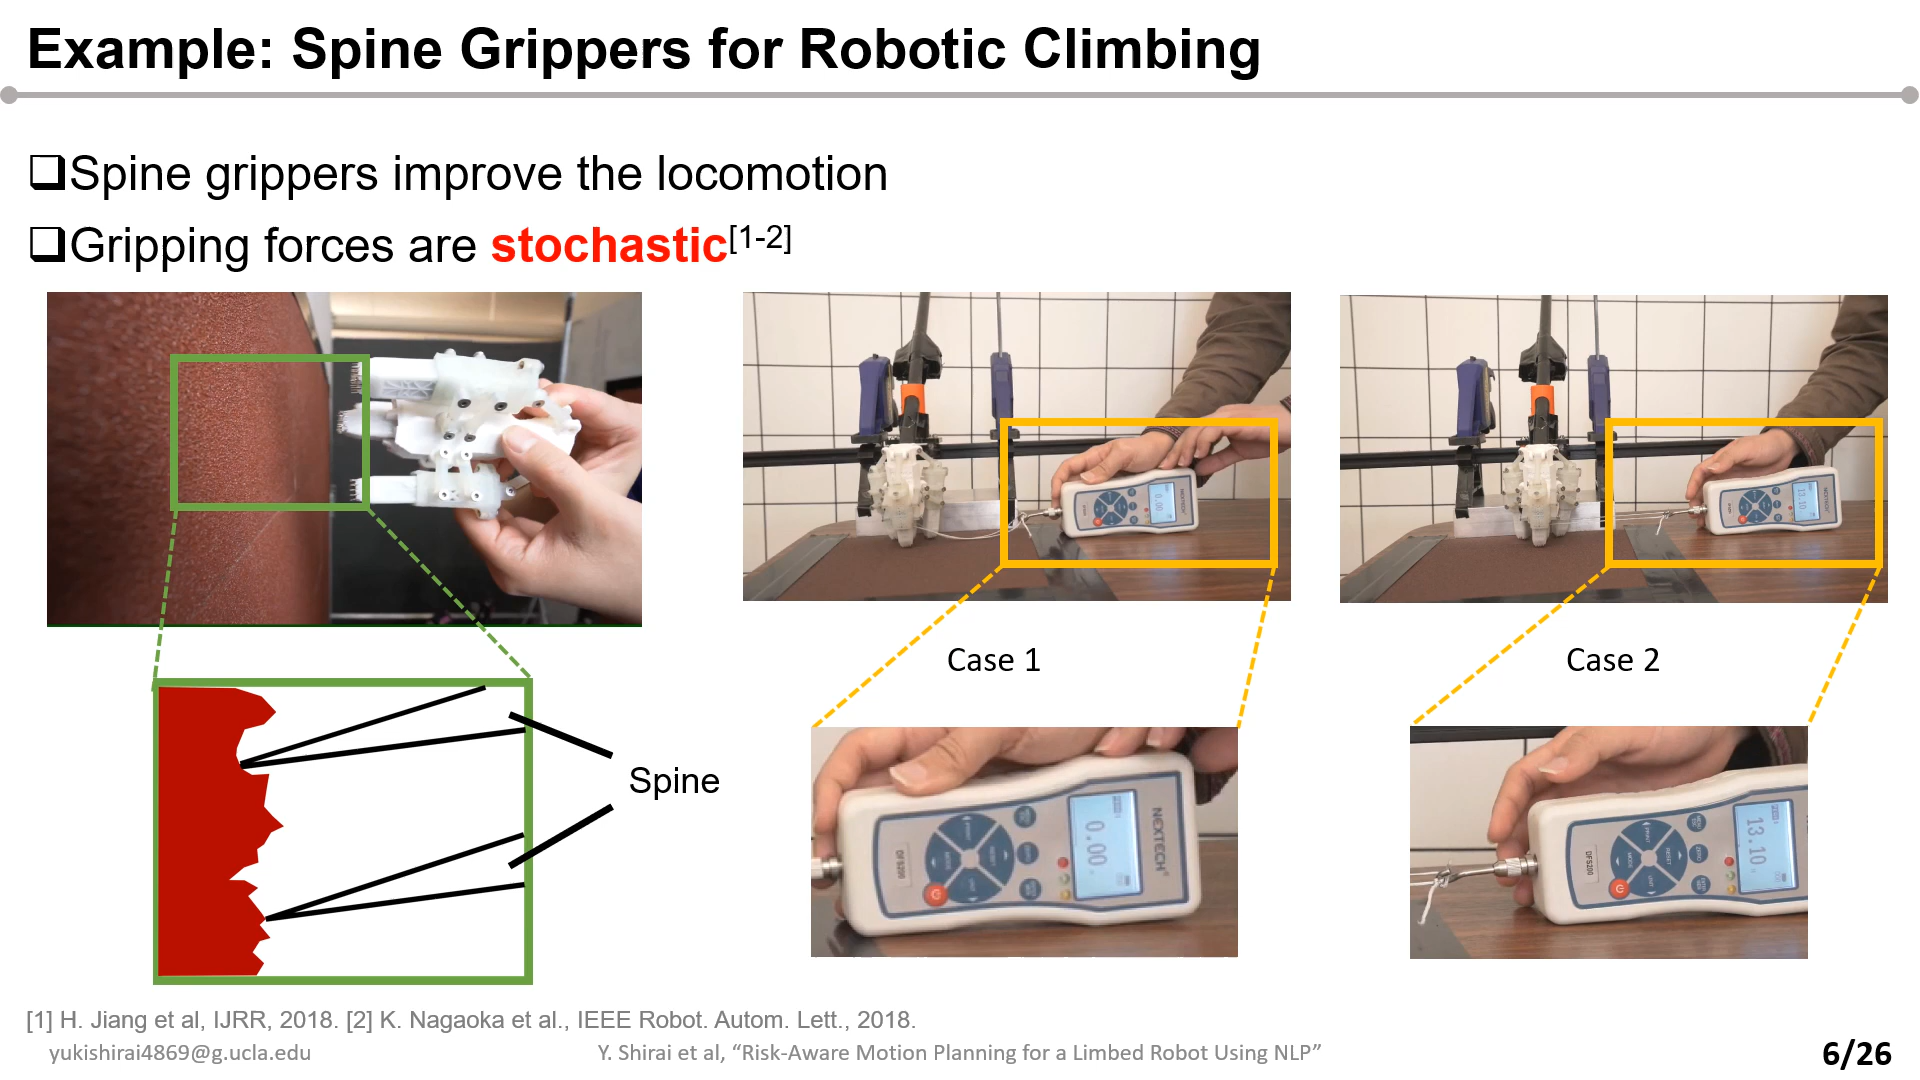 Example: Spine Grippers for Robotic Climbing
Spine grippers improve the locomotion
Gripping forces are stochastic[1-2]
Case 1
Case 2
Spine
0.00
NEXTECH
DFS200
13.10
DFS200
[1] H. Jiang et al, IJRR, 2018. [2] K. Nagaoka et al., IEEE Robot. Autom. Lett., 2018.
yukishirai4869@g.ucla.edu
Y. Shirai et al, “Risk-Aware Motion Planning for a Limbed Robot Using NLP”
6/26